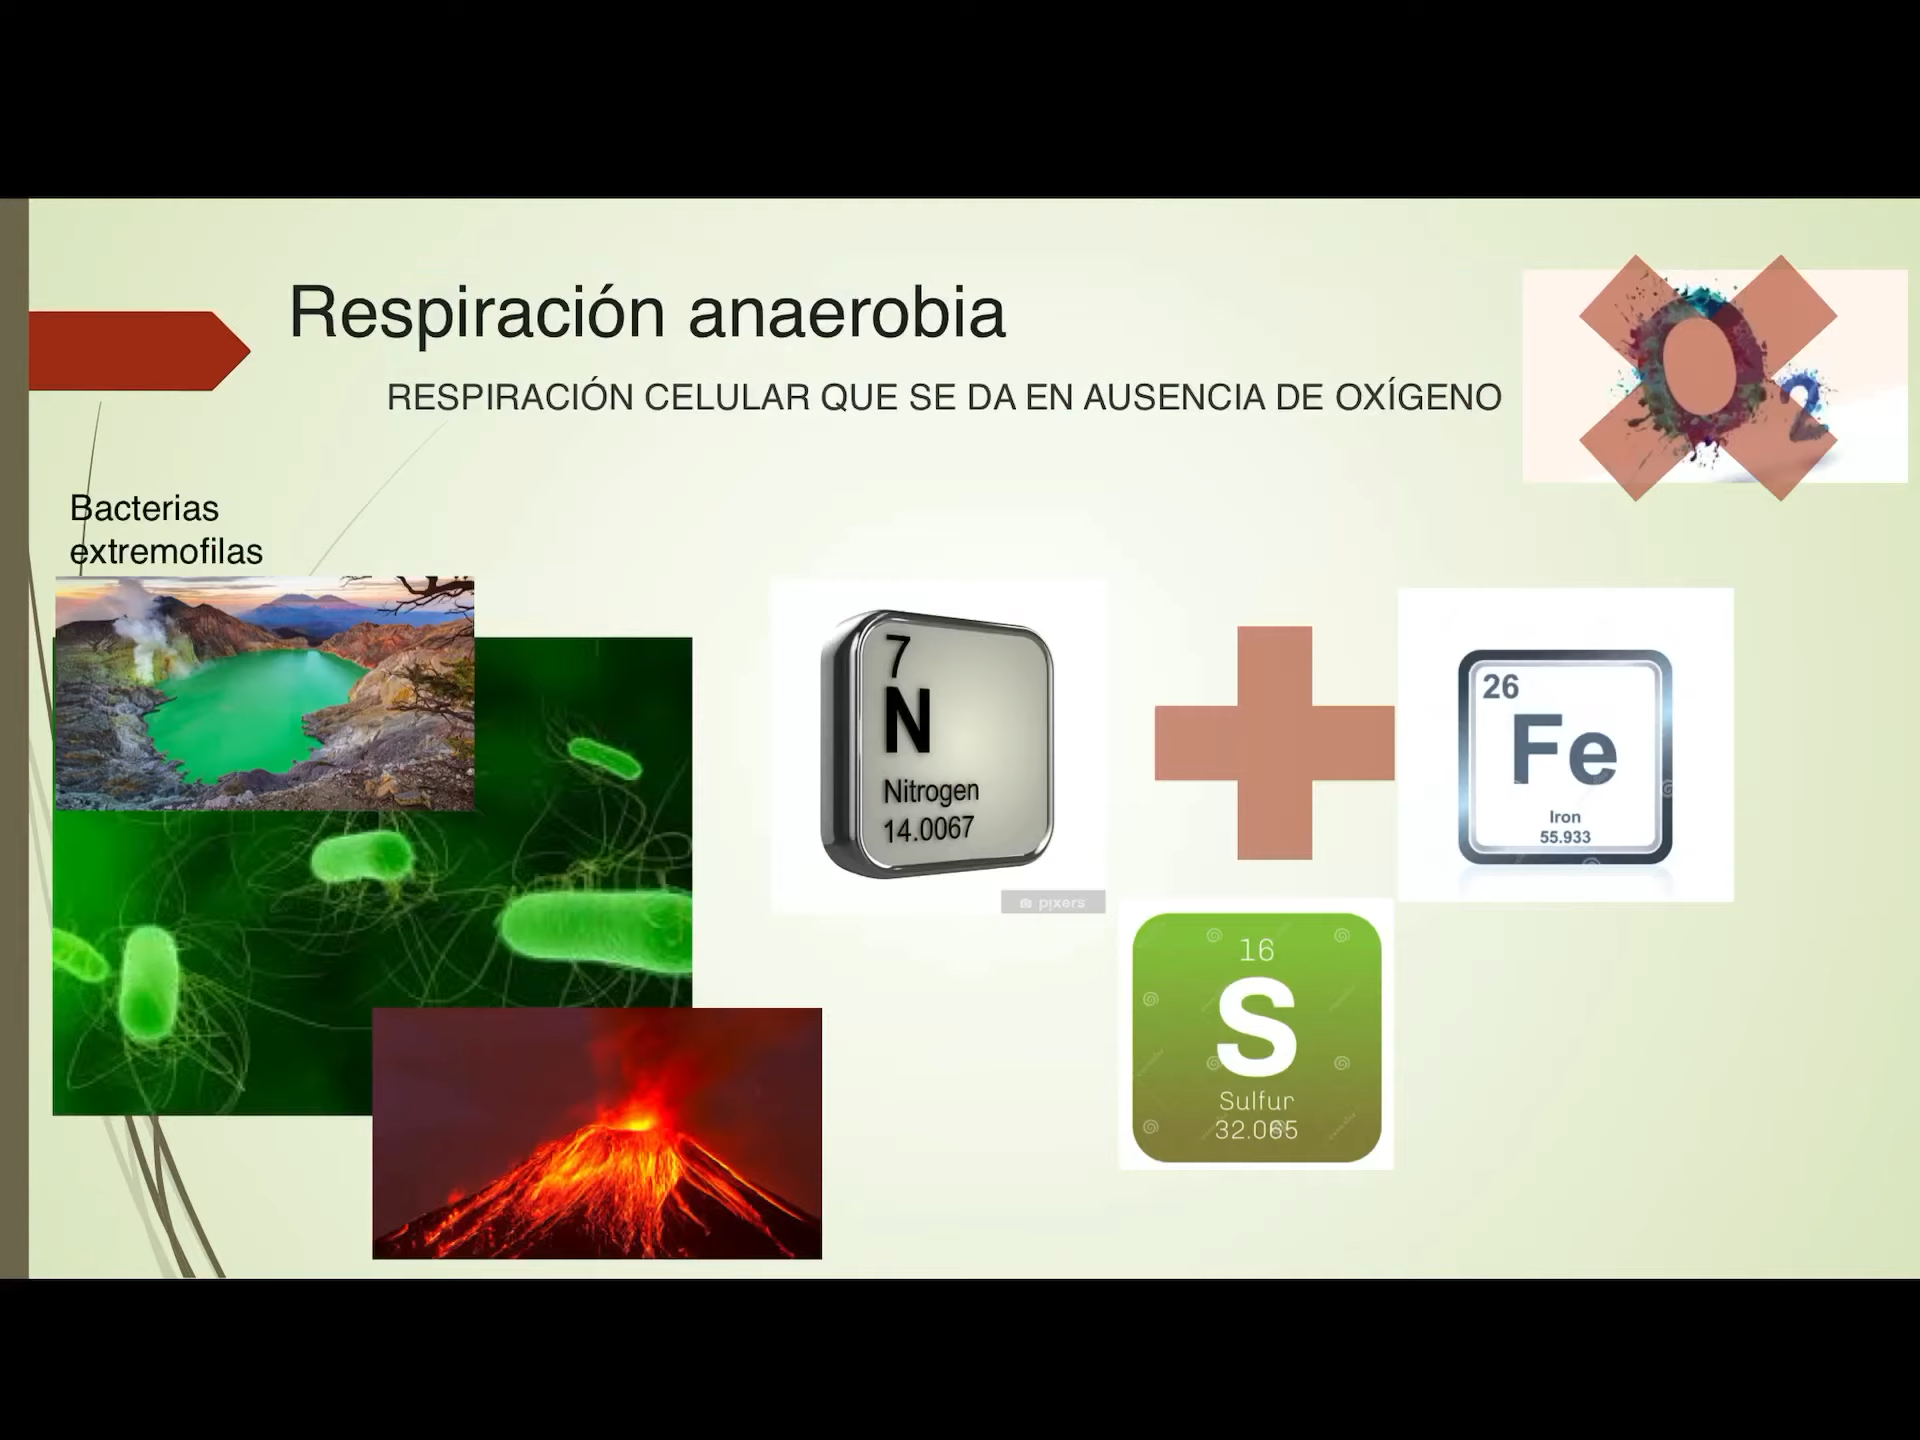 Respiración anaerobia
RESPIRACIÓN CELULAR QUE SE DA EN AUSENCIA DE OXÍGENO
O2
Bacterias
extremofilas
7
N
Nitrogen
14.0067
pixers
26
Fe
Iron
55.933
16
S
Sulfur
32.065